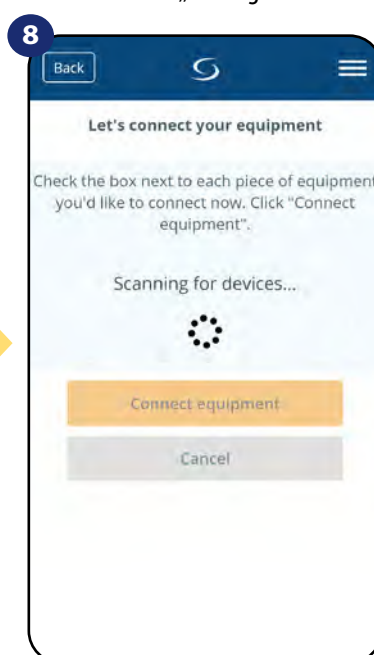 8
Back
Let's connect your equipment
Check the box next to each piece of equipment
you'd like to connect now. Click "Connect
equipment".
Scanning for devices...
Connect equipment
Cancel